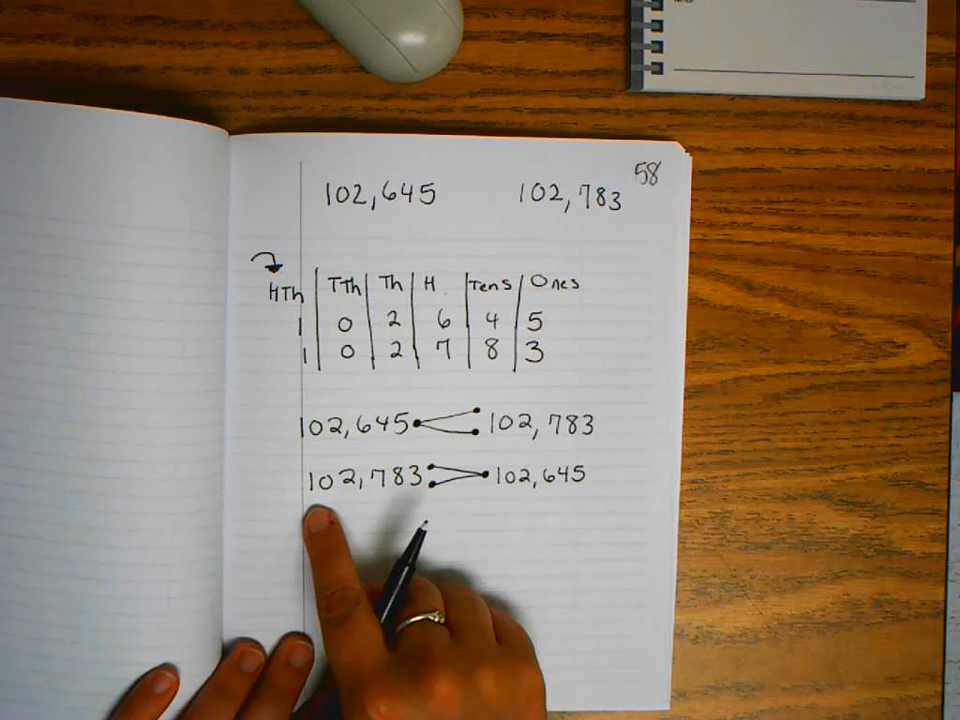 58
102,645 102,783
HTh TTh Th H Tens Ones
1 0 2 6 4 5
1 0 2 7 8 3
102,645 < 102,783
102,783 > 102,645